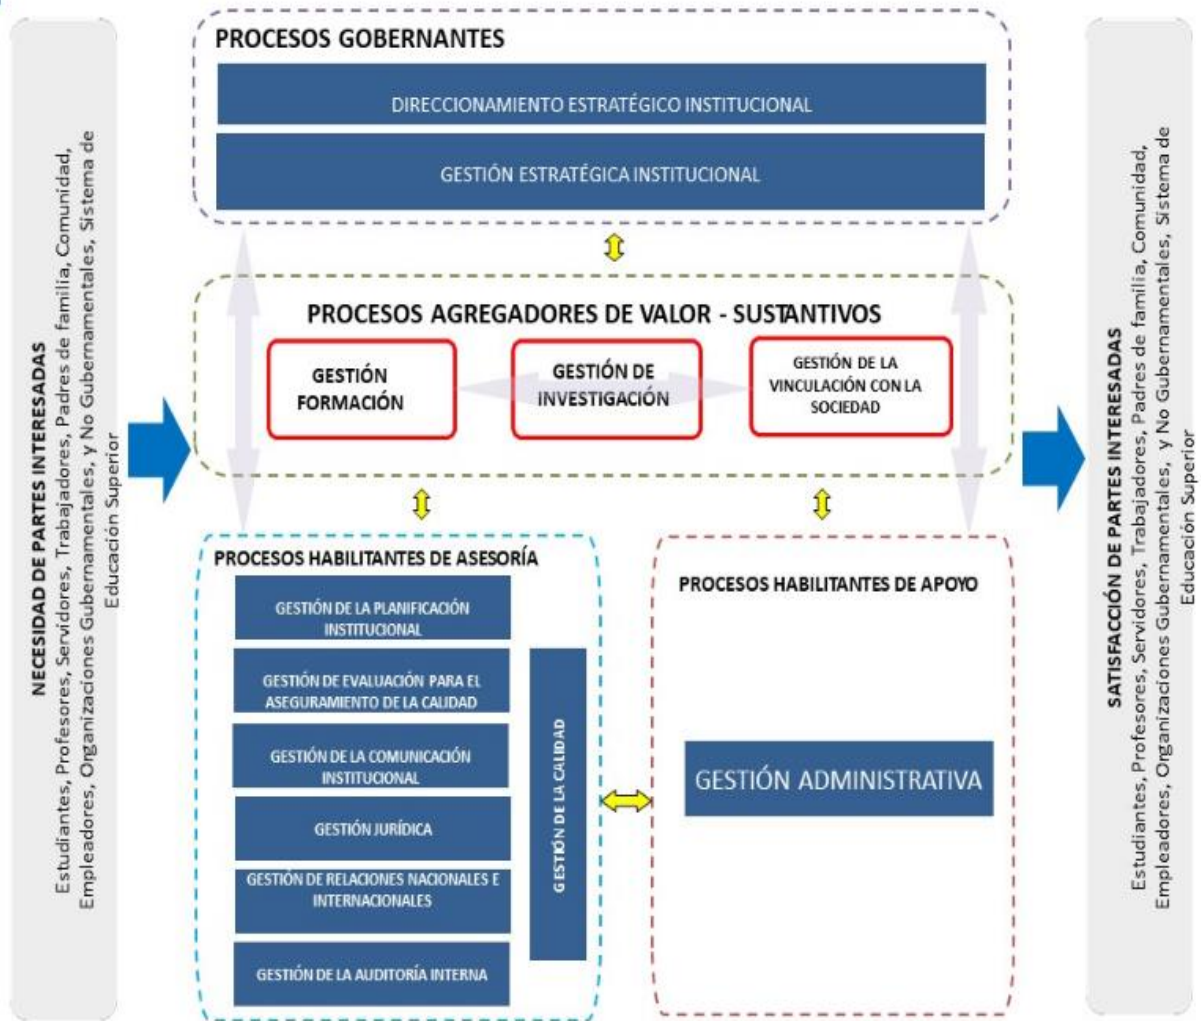 NECESIDAD DE PARTES INTERESADAS
Estudiantes, Profesores, Servidores, Trabajadores, Padres de familia, Comunidad,
Empleadores, Organizaciones Gubernamentales, y No Gubernamentales, Sistema de
Educación Superior
PROCESOS GOBERNANTES
DIRECCIONAMIENTO ESTRATÉGICO INSTITUCIONAL
GESTIÓN ESTRATÉGICA INSTITUCIONAL
PROCESOS AGREGADORES DE VALOR - SUSTANTIVOS
GESTIÓN
FORMACIÓN
GESTIÓN DE
INVESTIGACIÓN
GESTIÓN DE LA
VINCULACIÓN CON LA
SOCIEDAD
PROCESOS HABILITANTES DE ASESORÍA
GESTIÓN DE LA PLANIFICACIÓN
INSTITUCIONAL
GESTIÓN DE EVALUACIÓN PARA EL
ASEGURAMIENTO DE LA CALIDAD
GESTIÓN DE LA COMUNICACIÓN
INSTITUCIONAL
GESTIÓN JURÍDICA
GESTIÓN DE RELACIONES NACIONALES E
INTERNACIONALES
GESTIÓN DE LA AUDITORÍA INTERNA
GESTIÓN DE LA CALIDAD
PROCESOS HABILITANTES DE APOYO
GESTIÓN ADMINISTRATIVA
SATISFACCIÓN DE PARTES INTERESADAS
Estudiantes, Profesores, Servidores, Trabajadores, Padres de familia, Comunidad,
Empleadores, Organizaciones Gubernamentales, y No Gubernamentales, Sistema de
Educación Superior